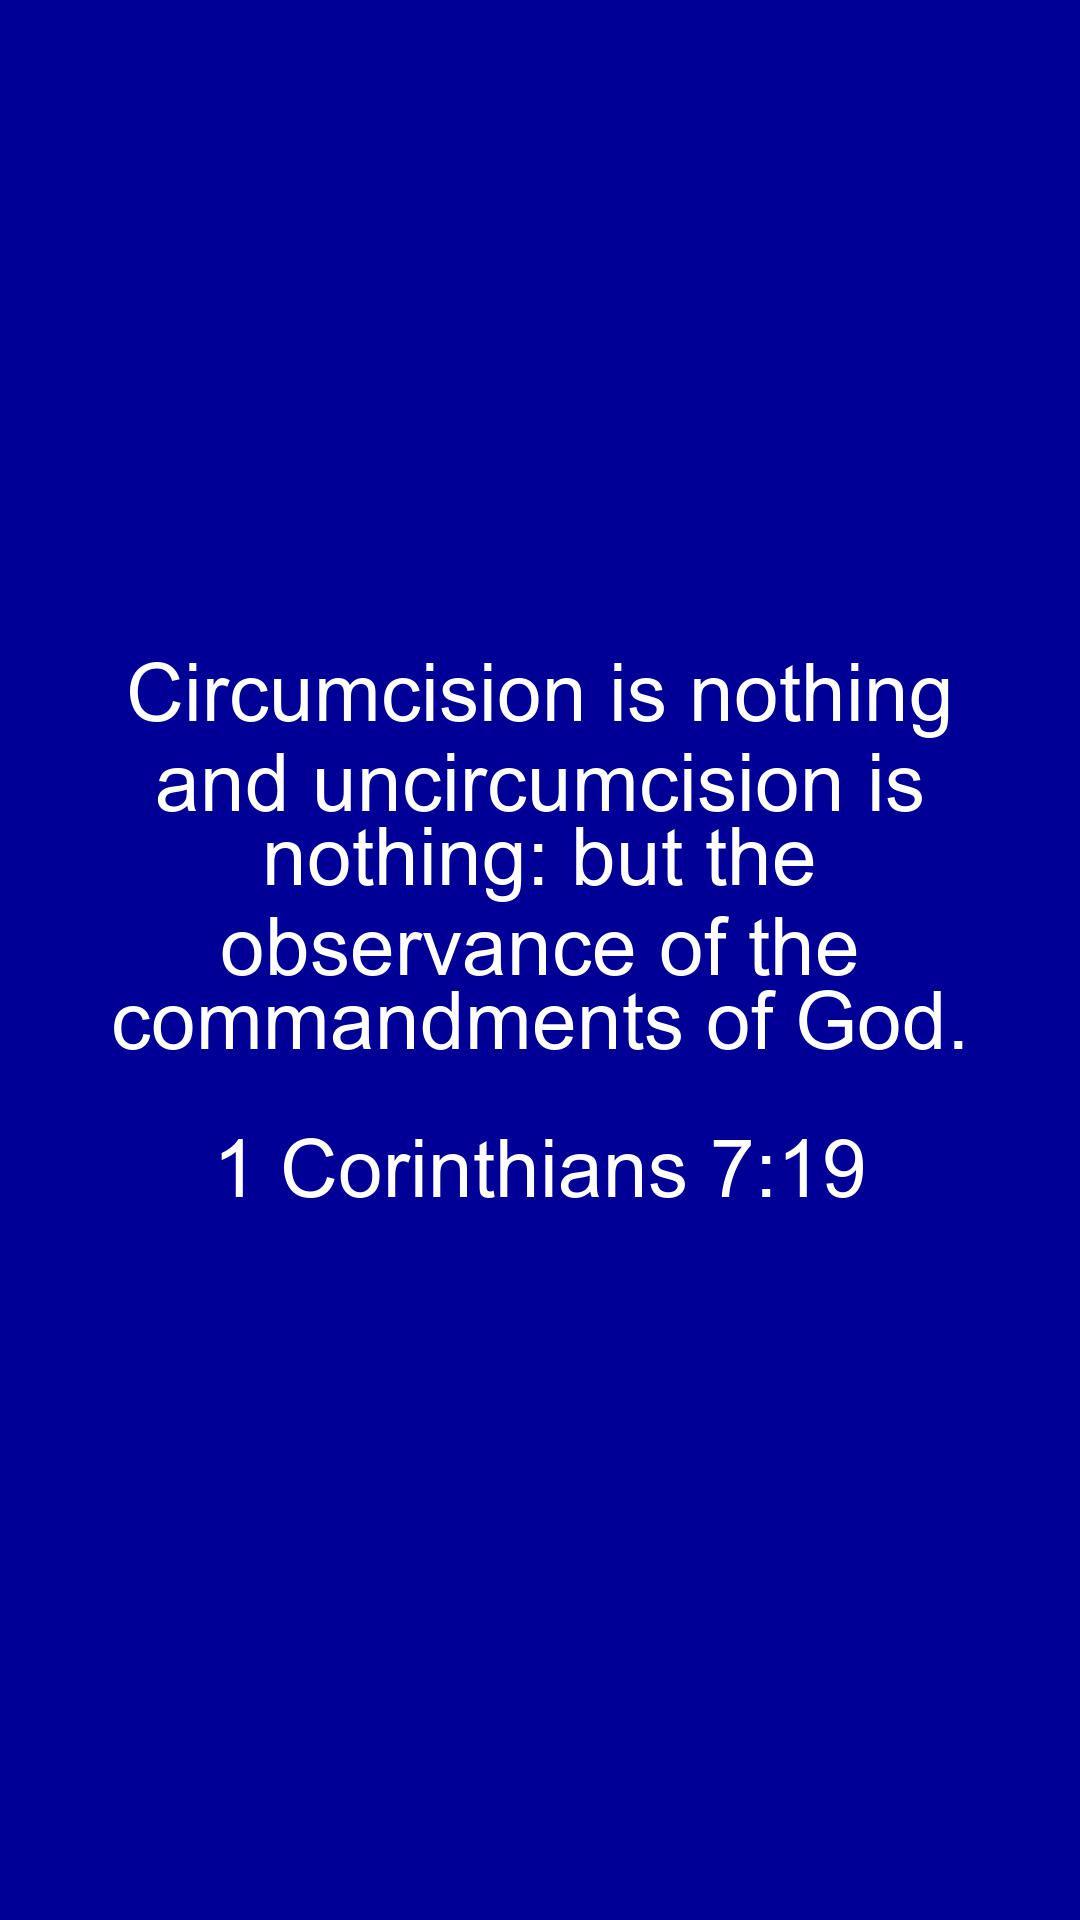 Circumcision is nothing
and uncircumcision is
nothing: but the
observance of the
commandments of God.
1 Corinthians 7:19